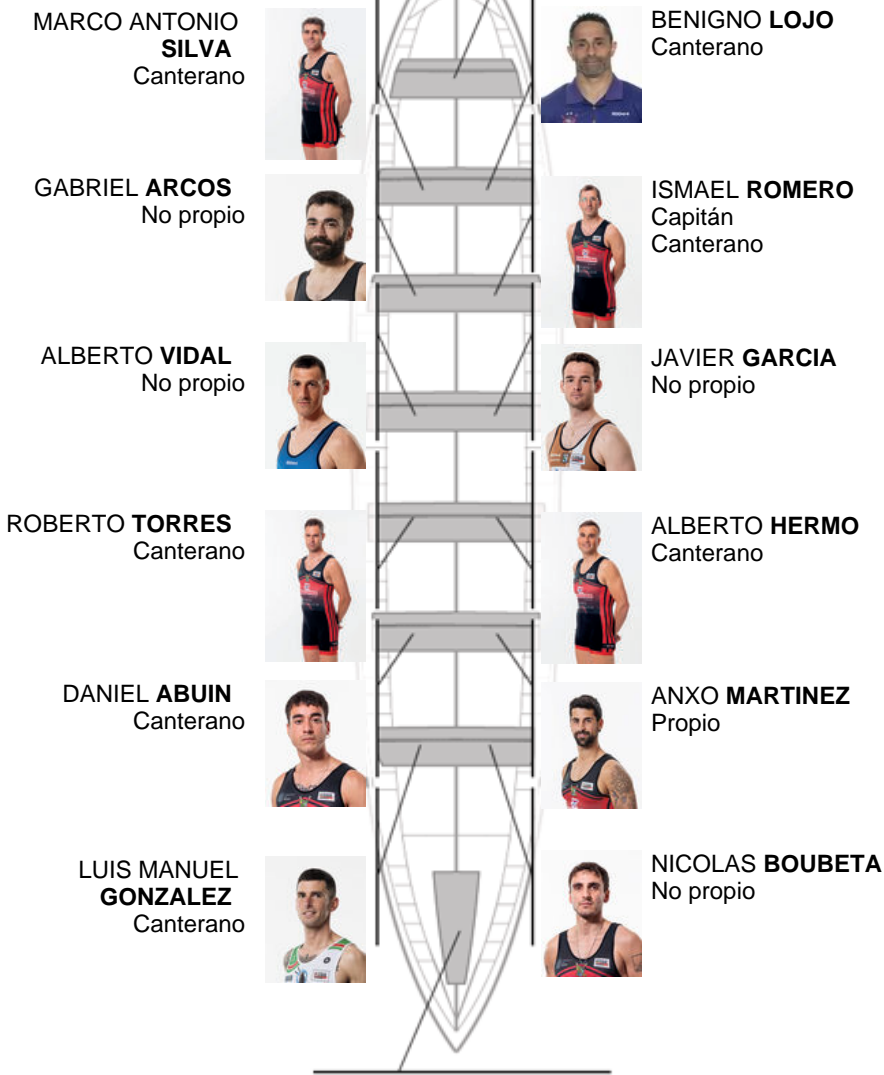 MARCO ANTONIO
SILVA
Canterano
BENIGNO LOJO
Canterano
GABRIEL ARCOS
No propio
ISMAEL ROMERO
Capitán
Canterano
ALBERTO VIDAL
No propio
JAVIER GARCIA
No propio
ROBERTO TORRES
Canterano
ALBERTO HERMO
Canterano
DANIEL ABUIN
Canterano
ANXO MARTINEZ
Propio
LUIS MANUEL
GONZALEZ
Canterano
NICOLAS BOUBETA
No propio